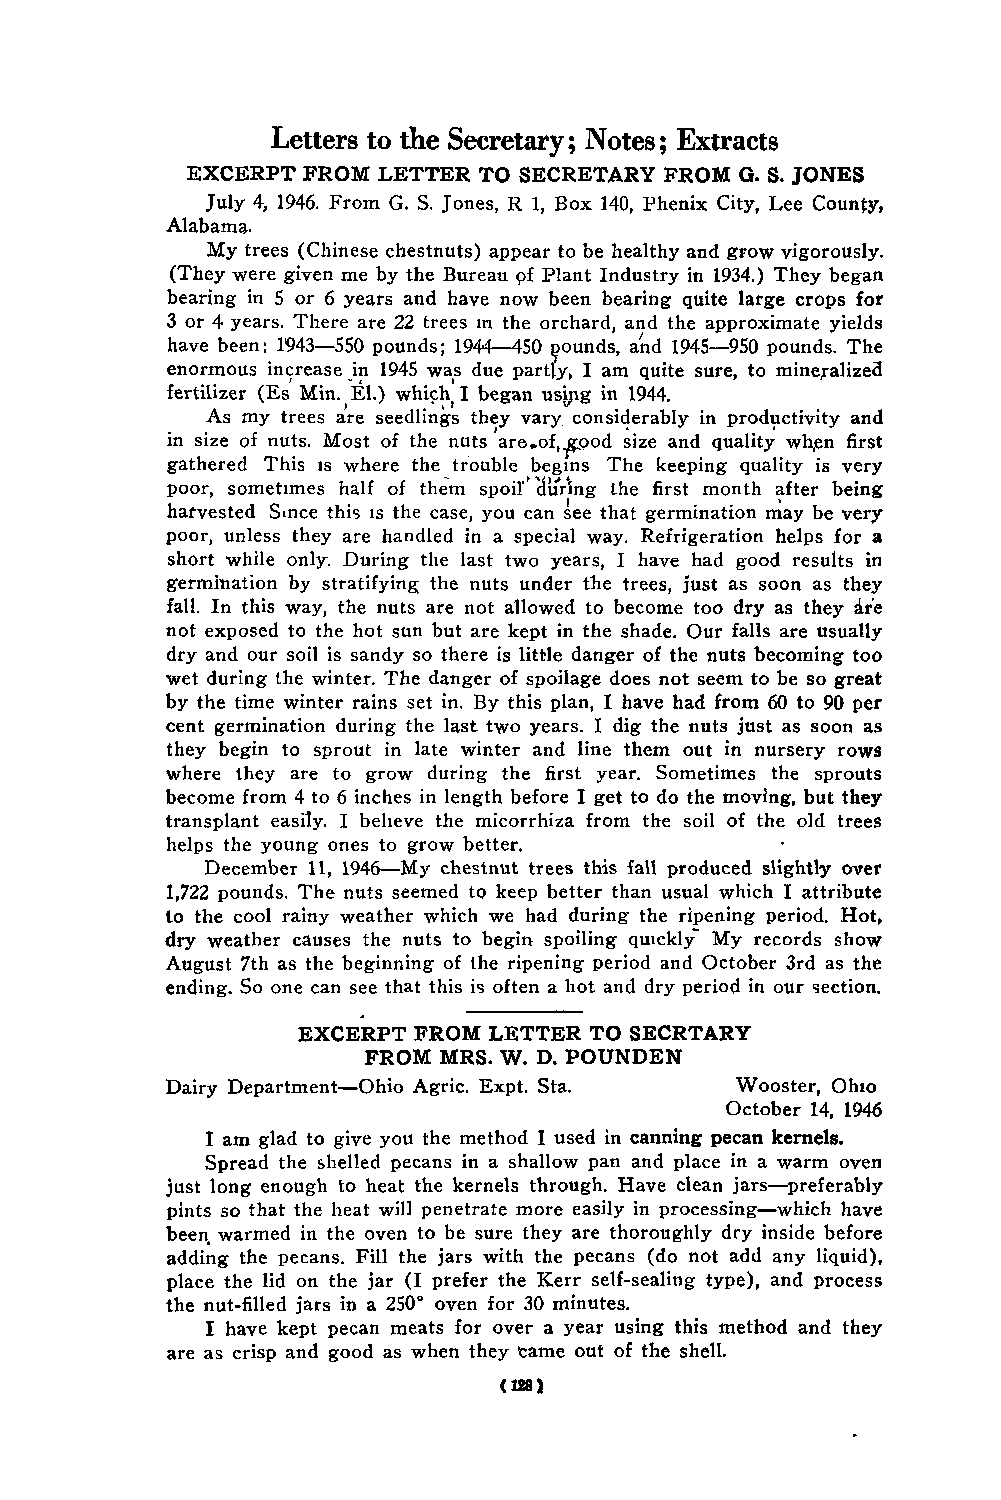 Letters to the Secretary; Notes; Extracts
EXCERPT FROM LETTER TO SECRETARY FROM G. S. JONES
July 4, 1946. From G. S. Jones, R 1, Box 140, Phenix City, Lee County,
Alabama.
My trees (Chinese chestnuts) appear to be healthy and grow vigorously.
(They were given me by the Bureau of Plant Industry in 1934.) They began
bearing in 5 or 6 years and have now been bearing quite large crops for
3 or 4 years. There are 22 trees in the orchard, and the approximate yields
have been: 1943—550 pounds; 1944—450 pounds, and 1945—950 pounds. The
enormous increase in 1945 was due partly, I am quite sure, to mineralized
fertilizer (Es Min. El.) which I began using in 1944.
As my trees are seedlings they vary considerably in productivity and
in size of nuts. Most of the nuts are of good size and quality when first
gathered This is where the trouble begins The keeping quality is very
poor, sometimes half of them spoil during the first month after being
harvested Since this is the case, you can see that germination may be very
poor, unless they are handled in a special way. Refrigeration helps for a
short while only. During the last two years, I have had good results in
germination by stratifying the nuts under the trees, just as soon as they
fall. In this way, the nuts are not allowed to become too dry as they are
not exposed to the hot sun but are kept in the shade. Our falls are usually
dry and our soil is sandy so there is little danger of the nuts becoming too
wet during the winter. The danger of spoilage does not seem to be so great
by the time winter rains set in. By this plan, I have had from 60 to 90 per
cent germination during the last two years. I dig the nuts just as soon as
they begin to sprout in late winter and line them out in nursery rows
where they are to grow during the first year. Sometimes the sprouts
become from 4 to 6 inches in length before I get to do the moving, but they
transplant easily. I believe the micorrhiza from the soil of the old trees
helps the young ones to grow better.
December 11, 1946—My chestnut trees this fall produced slightly over
1,722 pounds. The nuts seemed to keep better than usual which I attribute
to the cool rainy weather which we had during the ripening period. Hot,
dry weather causes the nuts to begin spoiling quickly My records show
August 7th as the beginning of the ripening period and October 3rd as the
ending. So one can see that this is often a hot and dry period in our section.
EXCERPT FROM LETTER TO SECRTARY
FROM MRS. W. D. POUNDEN
Dairy Department—Ohio Agric. Expt. Sta. Wooster, Ohio
October 14, 1946
I am glad to give you the method I used in canning pecan kernels.
Spread the shelled pecans in a shallow pan and place in a warm oven
just long enough to heat the kernels through. Have clean jars—preferably
pints so that the heat will penetrate more easily in processing—which have
been warmed in the oven to be sure they are thoroughly dry inside before
adding the pecans. Fill the jars with the pecans (do not add any liquid),
place the lid on the jar (I prefer the Kerr self-sealing type), and process
the nut-filled jars in a 250° oven for 30 minutes.
I have kept pecan meats for over a year using this method and they
are as crisp and good as when they came out of the shell.
(128)